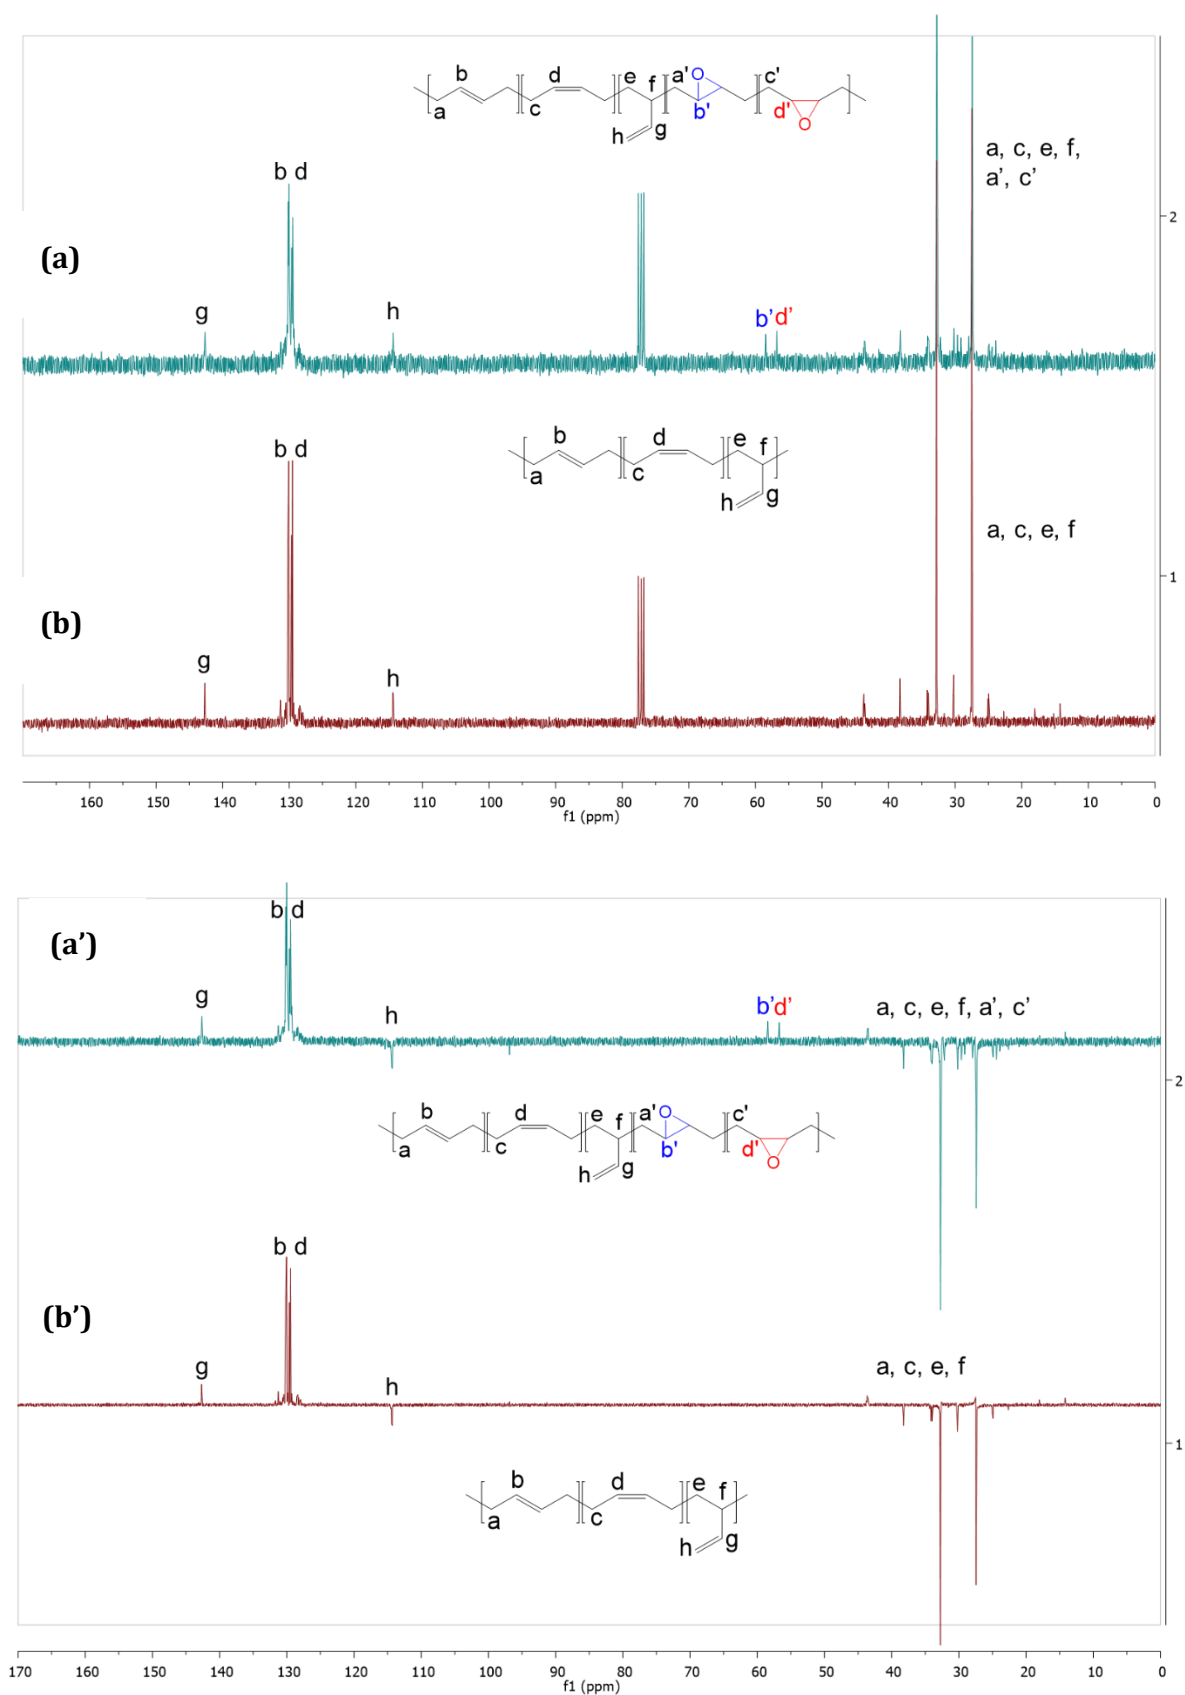 a b c d e f g h a' O b' c' d' O
b d
a, c, e, f,
a’, c’
2
(a)
g
h
b’ d’
b d
a b c d e f g h
a, c, e, f
1
(b)
g
h
160 150 140 130 120 110 100 90 80 70 60 50 40 30 20 10 0
f1 (ppm)
b d
(a’)
g
h
b’ d’
a, c, e, f, a’, c’
2
a b c d e f g h a' O b' c' d' O
b d
(b’)
g
h
a, c, e, f
1
a b c d e f g h
170 160 150 140 130 120 110 100 90 80 70 60 50 40 30 20 10 0
f1 (ppm)